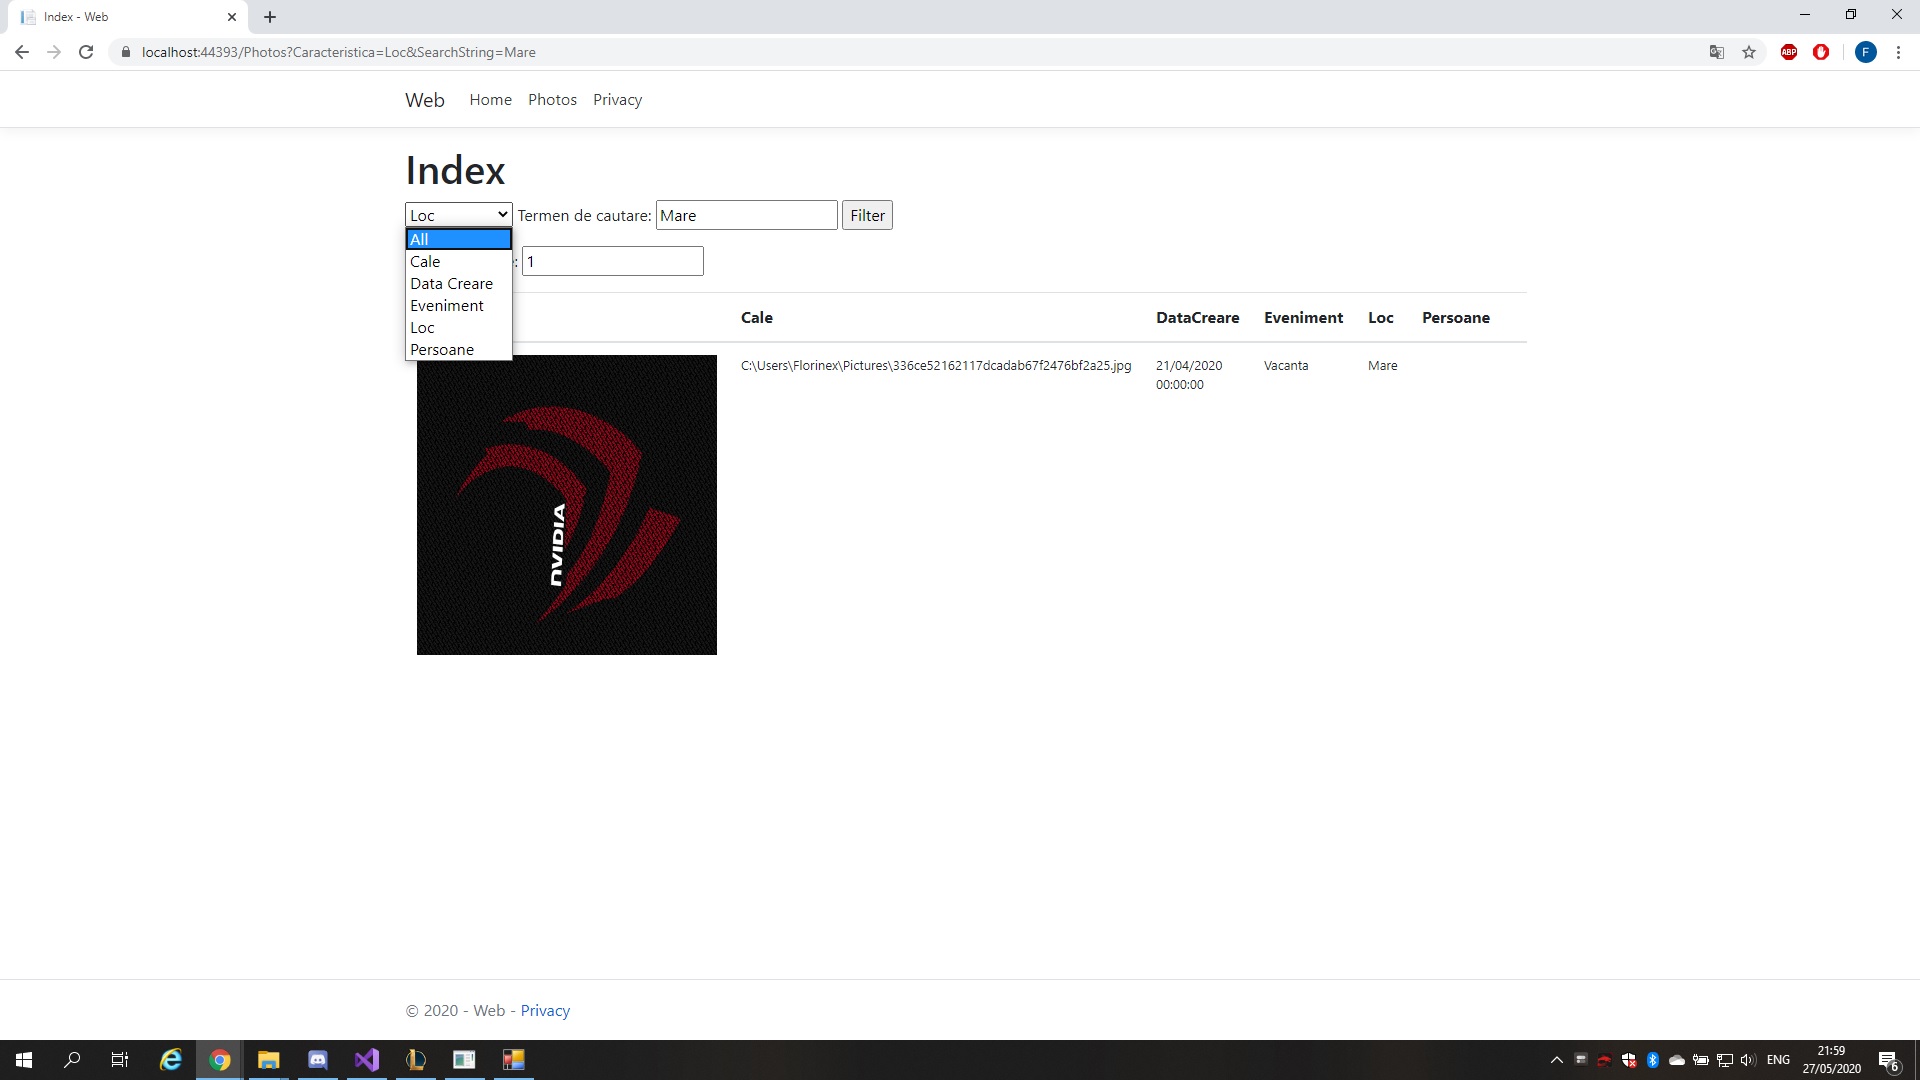 Index - Web
localhost:44393/Photos?Caracteristica=Loc&SearchString=Mare
ABP
F
Web Home Photos Privacy
Index
Loc Termen de cautare: Mare Filter
All
Cale
: 1
Data Creare
Eveniment
Loc
Persoane
Cale DataCreare Eveniment Loc Persoane
C:\Users\Florinex\Pictures\336ce52162117dcadab67f2476bf2a25.jpg 21/04/2020 Vacanta Mare
00:00:00
NVIDIA
© 2020 - Web - Privacy
ENG
21:59
27/05/2020
6